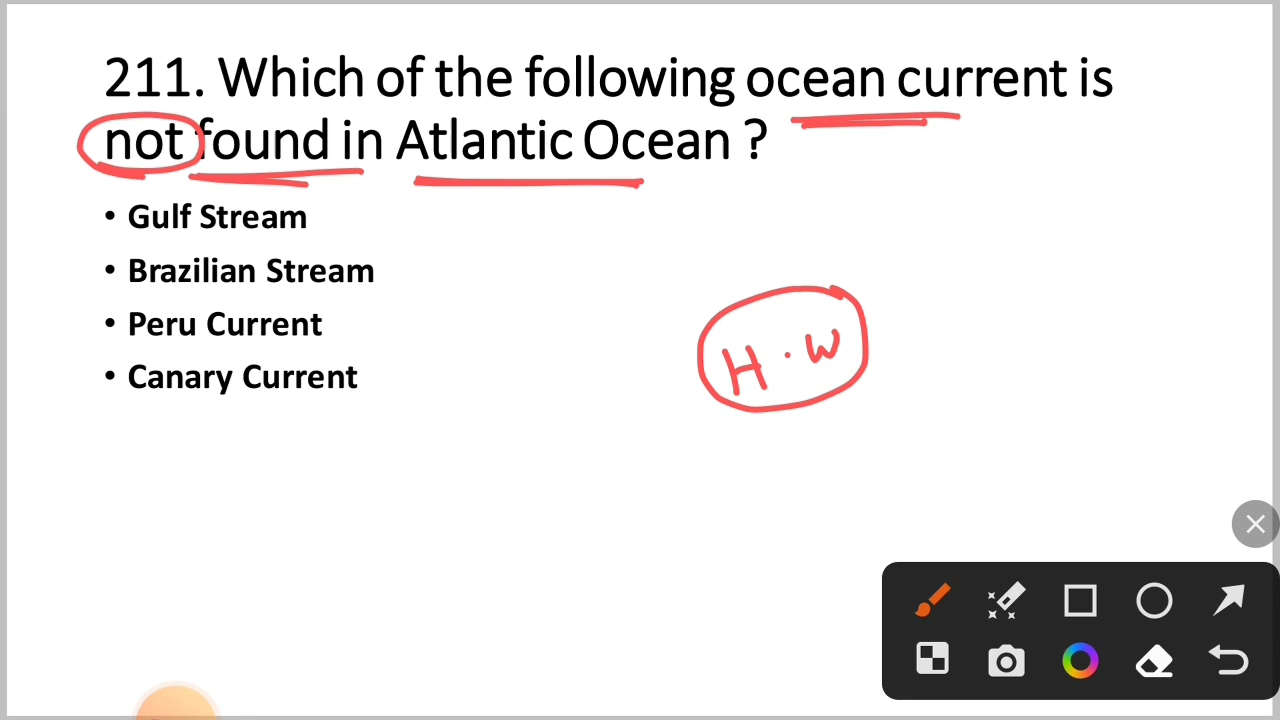 211. Which of the following ocean current is
not found in Atlantic Ocean ?
• Gulf Stream
• Brazilian Stream
• Peru Current
• Canary Current
H.W